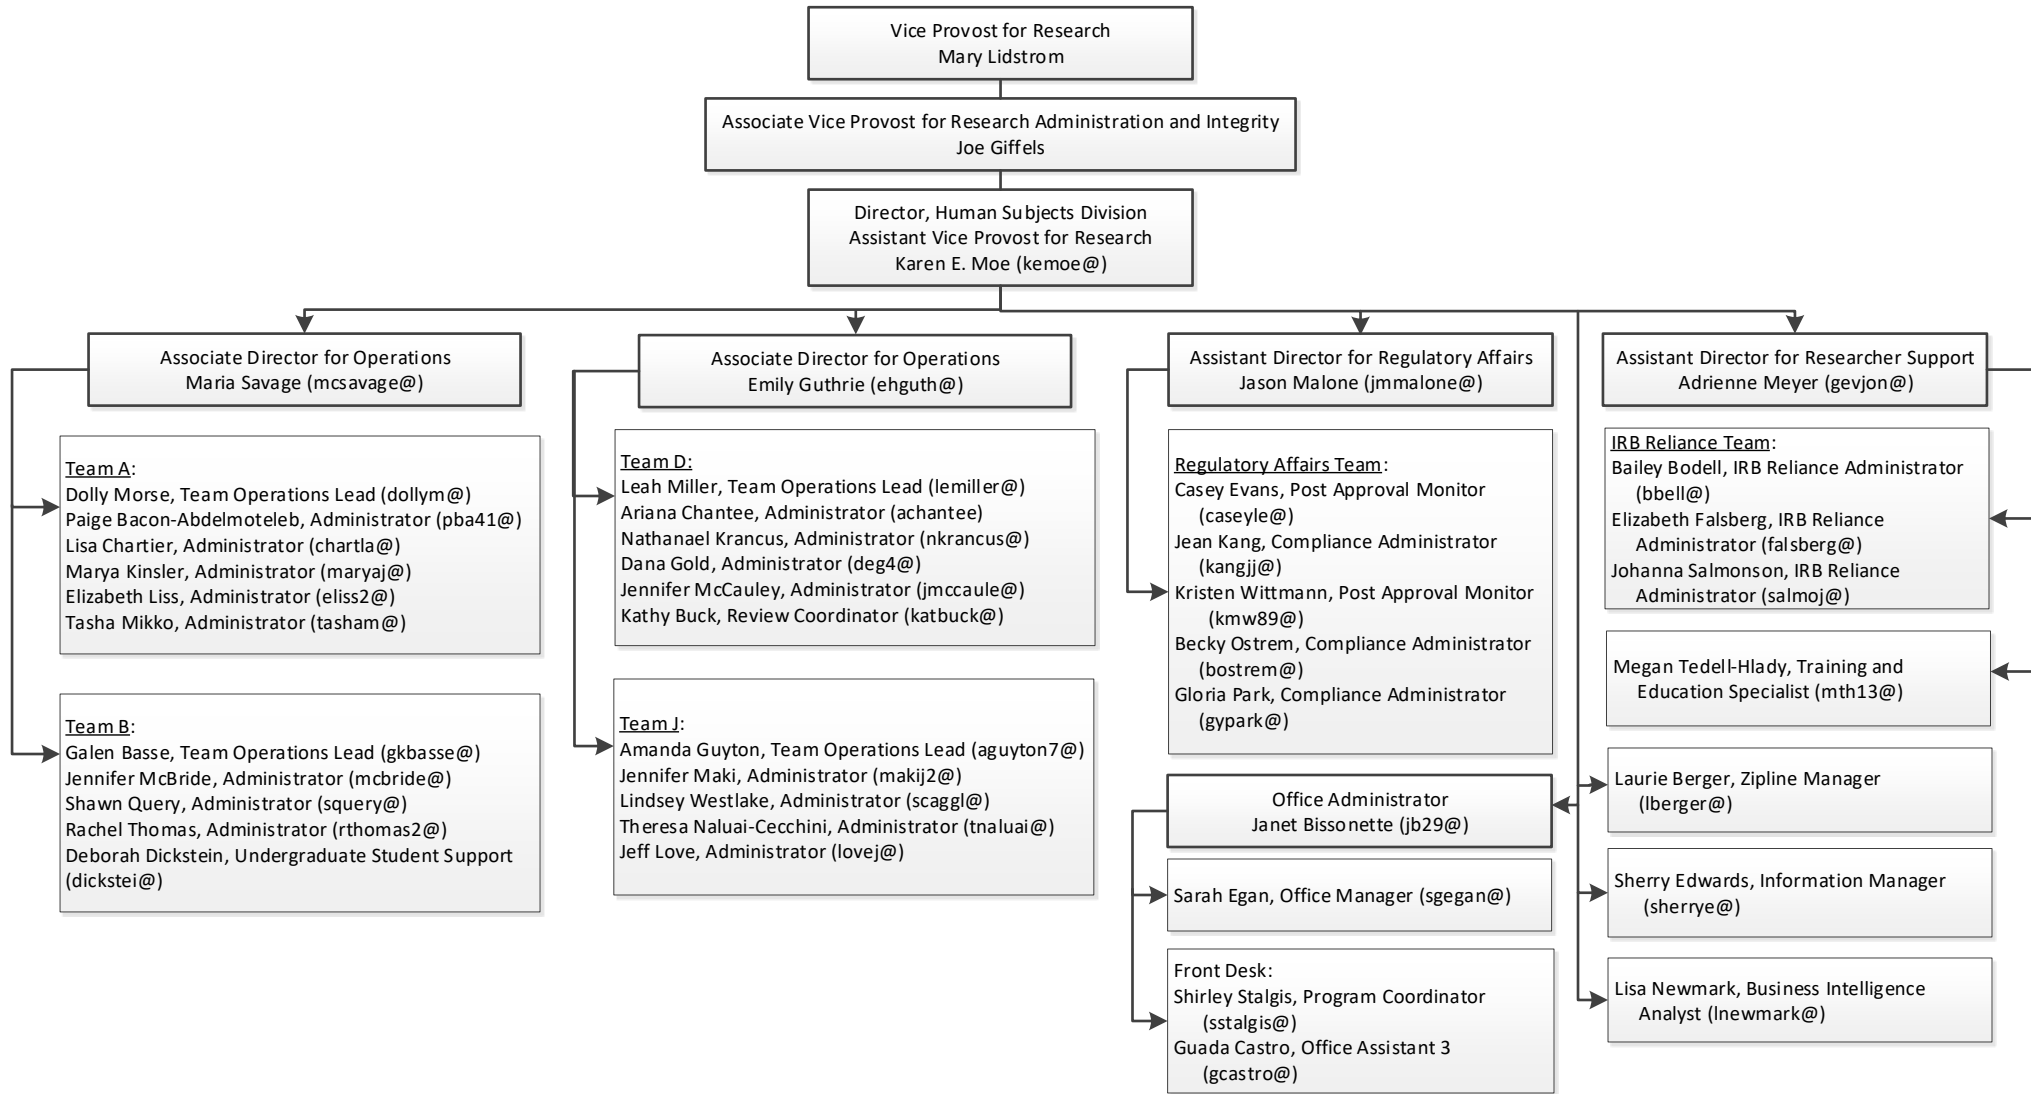 Vice Provost for Research
Mary Lidstrom
Associate Vice Provost for Research Administration and Integrity
Joe Giffels
Director, Human Subjects Division
Assistant Vice Provost for Research
Karen E. Moe (kemoe@)
Associate Director for Operations
Maria Savage (mcsavage@)
Team A:
Dolly Morse, Team Operations Lead (dollym@)
Paige Bacon-Abdelmoteleb, Administrator (pba41@)
Lisa Chartier, Administrator (chartla@)
Marya Kinsler, Administrator (maryaj@)
Elizabeth Liss, Administrator (eliss2@)
Tasha Mikko, Administrator (tasham@)
Team B:
Galen Basse, Team Operations Lead (gkbasse@)
Jennifer McBride, Administrator (mcbride@)
Shawn Query, Administrator (squery@)
Rachel Thomas, Administrator (rthomas2@)
Deborah Dickstein, Undergraduate Student Support
(dickstei@)
Associate Director for Operations
Emily Guthrie (ehguth@)
Team D:
Leah Miller, Team Operations Lead (lemiller@)
Ariana Chantee, Administrator (achantee)
Nathanael Krancus, Administrator (nkrancus@)
Dana Gold, Administrator (deg4@)
Jennifer McCauley, Administrator (jmccaule@)
Kathy Buck, Review Coordinator (katbuck@)
Team J:
Amanda Guyton, Team Operations Lead (aguyton7@)
Jennifer Maki, Administrator (makij2@)
Lindsey Westlake, Administrator (scaggl@)
Theresa Naluai-Cecchini, Administrator (tnaluai@)
Jeff Love, Administrator (lovej@)
Assistant Director for Regulatory Affairs
Jason Malone (jmmalone@)
Regulatory Affairs Team:
Casey Evans, Post Approval Monitor
(caseyle@)
Jean Kang, Compliance Administrator
(kangjj@)
Kristen Wittmann, Post Approval Monitor
(kmw89@)
Becky Ostrem, Compliance Administrator
(bostrem@)
Gloria Park, Compliance Administrator
(gypark@)
Office Administrator
Janet Bissonette (jb29@)
Sarah Egan, Office Manager (sgegan@)
Front Desk:
Shirley Stalgis, Program Coordinator
(sstalgis@)
Guada Castro, Office Assistant 3
(gcastro@)
Assistant Director for Researcher Support
Adrienne Meyer (gevjon@)
IRB Reliance Team:
Bailey Bodell, IRB Reliance Administrator
(bbell@)
Elizabeth Falsberg, IRB Reliance
Administrator (falsberg@)
Johanna Salmonson, IRB Reliance
Administrator (salmoj@)
Megan Tedell-Hlady, Training and
Education Specialist (mth13@)
Laurie Berger, Zipline Manager
(lberger@)
Sherry Edwards, Information Manager
(sherrye@)
Lisa Newmark, Business Intelligence
Analyst (lnewmark@)